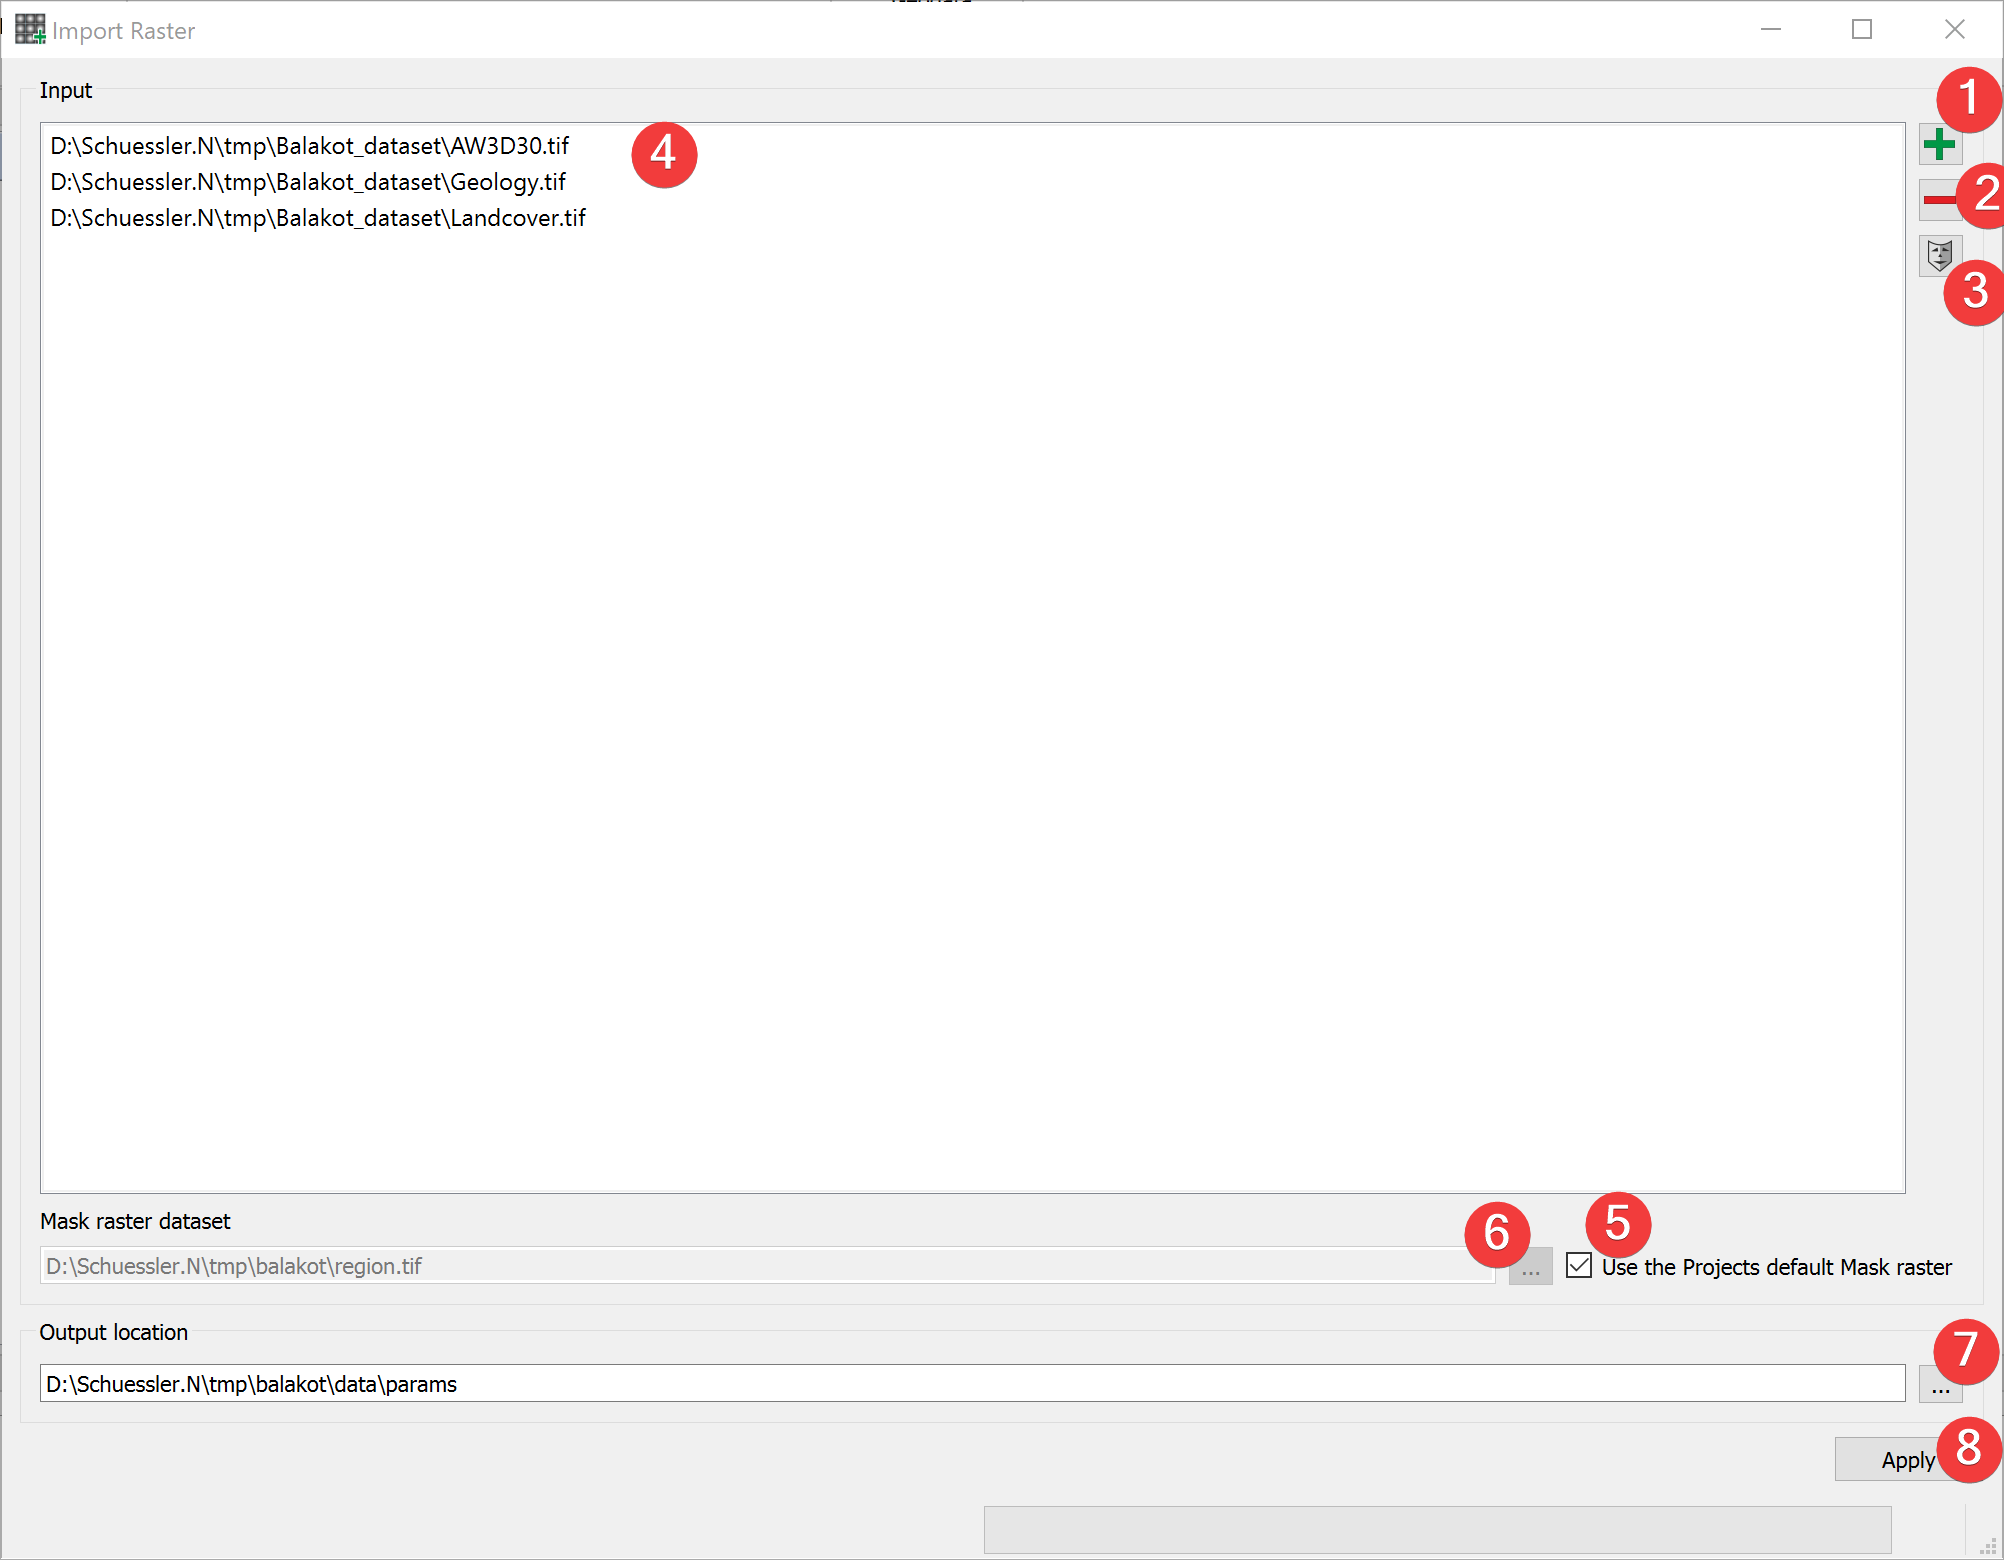 Import Raster
Input
1
D:\Schuessler.N\tmp\Balakot_dataset\AW3D30.tif
4
D:\Schuessler.N\tmp\Balakot_dataset\Geology.tif
2
D:\Schuessler.N\tmp\Balakot_dataset\Landcover.tif
3
Mask raster dataset
6
5
D:\Schuessler.N\tmp\balakot\region.tif
...
Use the Projects default Mask raster
Output location
7
D:\Schuessler.N\tmp\balakot\data\params
...
Apply
8